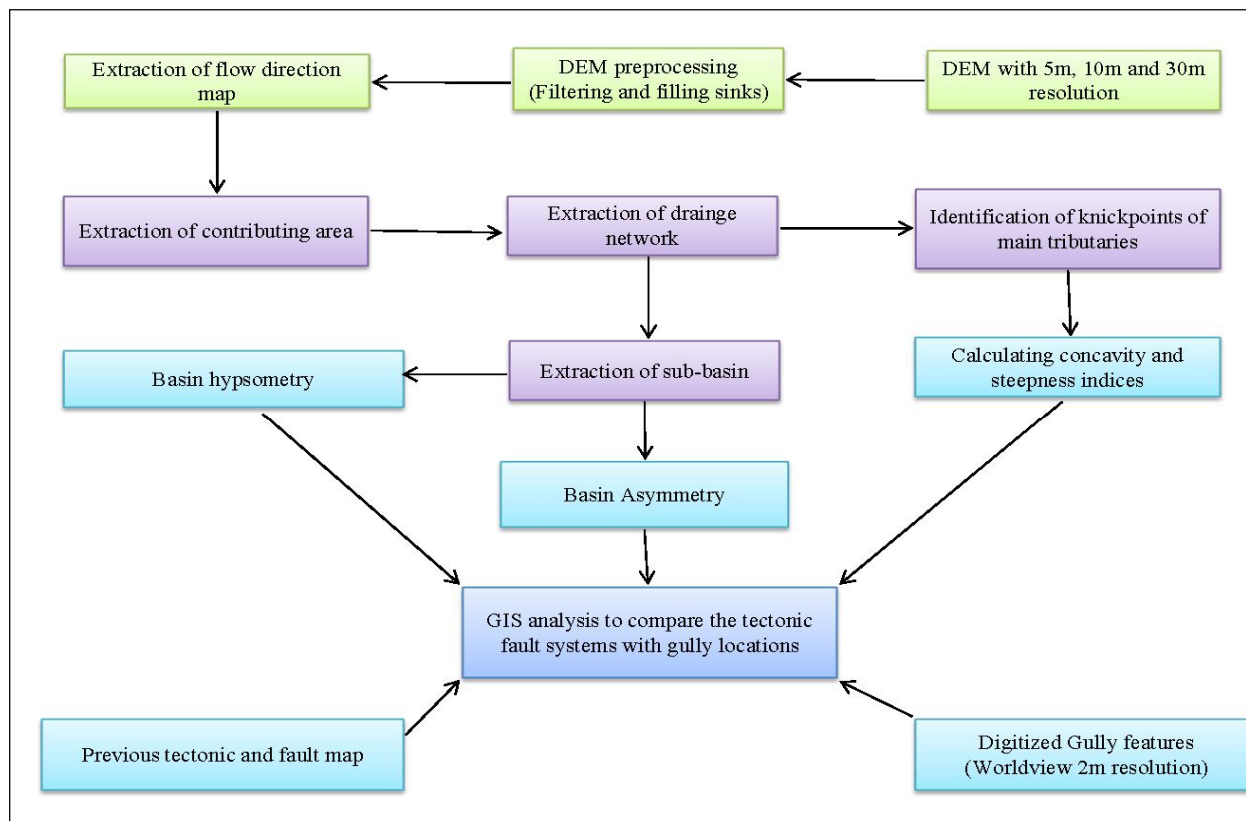 Extraction of flow direction
map
DEM preprocessing
(Filtering and filling sinks)
DEM with 5m, 10m and 30m
resolution
Extraction of contributing area
Extraction of drainge
network
Identification of knickpoints of
main tributaries
Basin hypsometry
Extraction of sub-basin
Calculating concavity and
steepness indices
Basin Asymmetry
GIS analysis to compare the tectonic
fault systems with gully locations
Previous tectonic and fault map
Digitized Gully features
(Worldview 2m resolution)